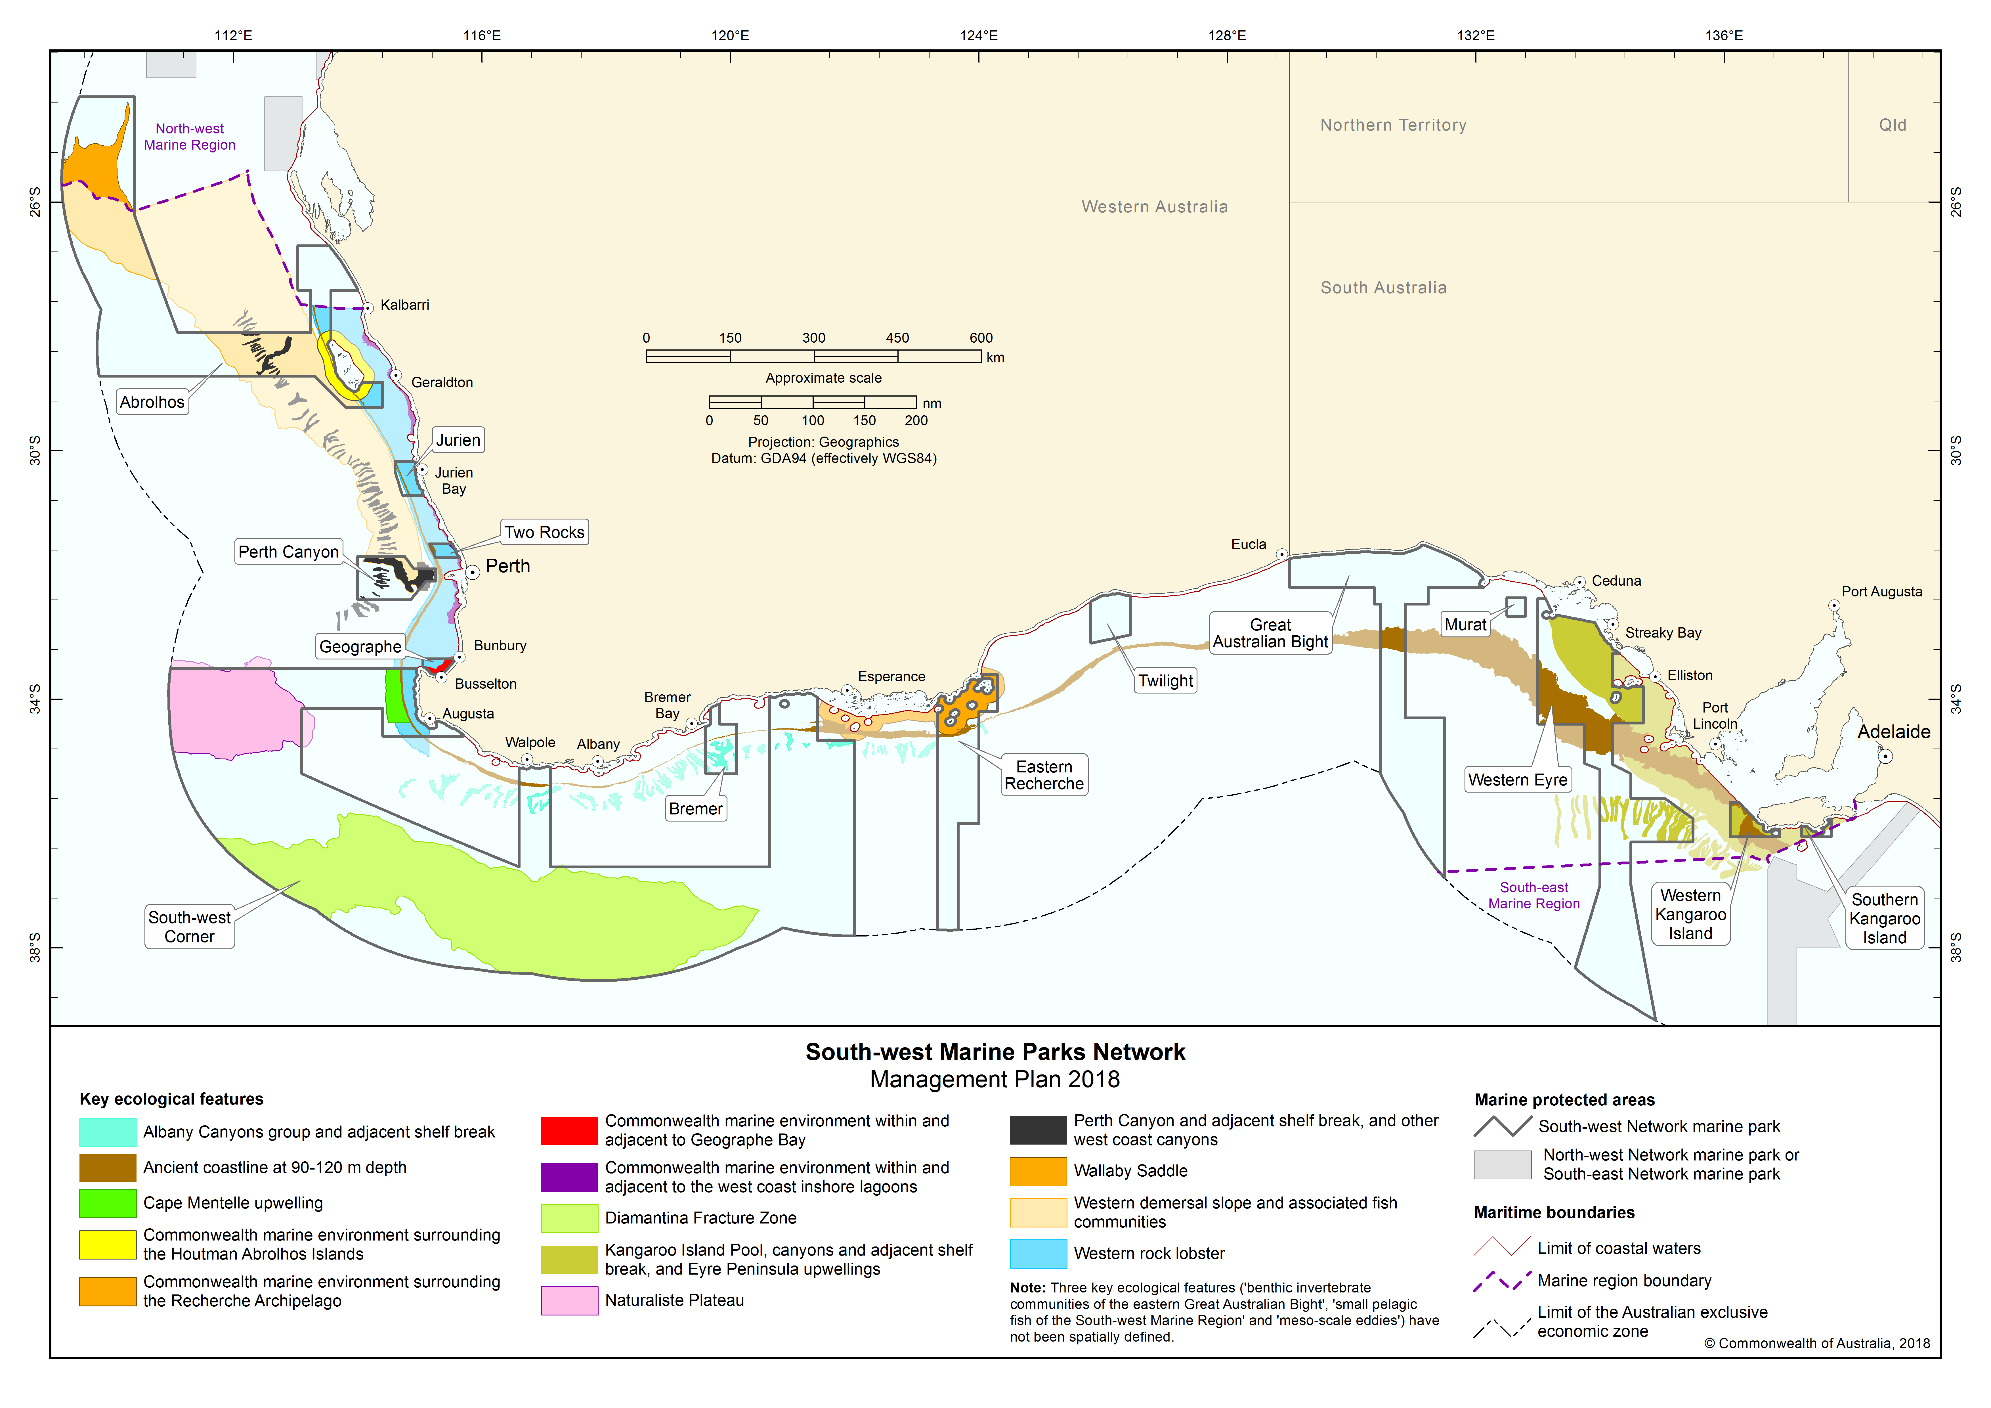 112°E
116°E
120°E
124°E
128°E
132°E
136°E
26°S
30°S
34°S
38°S
26°S
30°S
34°S
38°S
North-west
Marine Region
Northern Territory
Qld
Western Australia
South Australia
Kalbarri
Geraldton
Abrolhos
Jurien
Jurien
Bay
Two Rocks
Perth Canyon
Perth
Geographe
Bunbury
Busselton
Augusta
Walpole
Albany
Bremer
Bay
Bremer
Esperance
Eastern
Recherche
Twilight
Eucla
Great
Australian Bight
Murat
Ceduna
Streaky Bay
Port Augusta
Elliston
Port
Lincoln
Adelaide
Western Eyre
South-east
Marine Region
Western
Kangaroo
Island
Southern
Kangaroo
Island
South-west
Corner
0 150 300 450 600
km
Approximate scale
nm
0 50 100 150 200
Projection: Geographics
Datum: GDA94 (effectively WGS84)
South-west Marine Parks Network
Management Plan 2018
Key ecological features
Albany Canyons group and adjacent shelf break
Ancient coastline at 90-120 m depth
Cape Mentelle upwelling
Commonwealth marine environment surrounding
the Houtman Abrolhos Islands
Commonwealth marine environment surrounding
the Recherche Archipelago
Commonwealth marine environment within and
adjacent to Geographe Bay
Commonwealth marine environment within and
adjacent to the west coast inshore lagoons
Diamantina Fracture Zone
Kangaroo Island Pool, canyons and adjacent shelf
break, and Eyre Peninsula upwellings
Naturaliste Plateau
Perth Canyon and adjacent shelf break, and other
west coast canyons
Wallaby Saddle
Western demersal slope and associated fish
communities
Western rock lobster
Note: Three key ecological features ('benthic invertebrate
communities of the eastern Great Australian Bight', 'small pelagic
fish of the South-west Marine Region' and 'meso-scale eddies') have
not been spatially defined.
Marine protected areas
South-west Network marine park
North-west Network marine park or
South-east Network marine park
Maritime boundaries
Limit of coastal waters
Marine region boundary
Limit of the Australian exclusive
economic zone
© Commonwealth of Australia, 2018